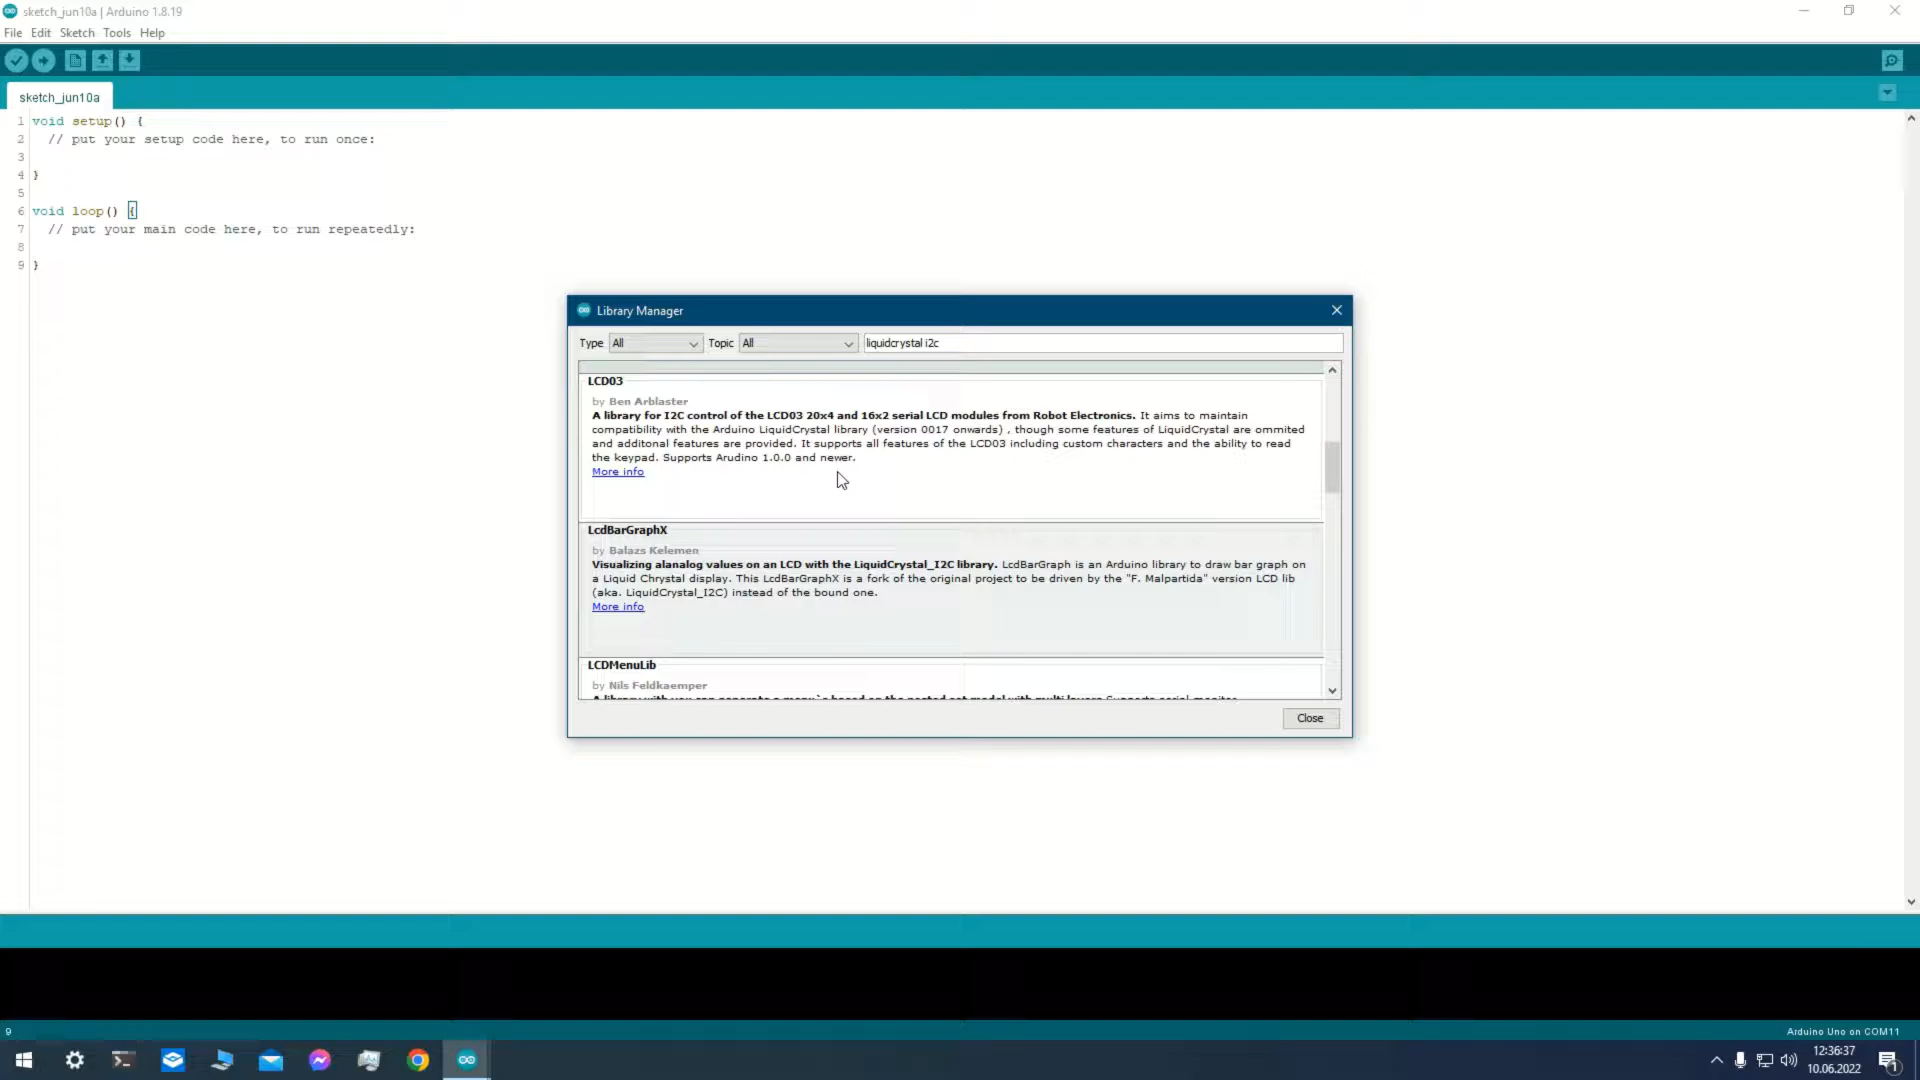 sketch_jun10a | Arduino 1.8.19
File Edit Sketch Tools Help
sketch_jun10a
1 void setup() {
2 // put your setup code here, to run once:
3
4 }
5
6 void loop() {
7 // put your main code here, to run repeatedly:
8
9 }
Library Manager
Type All Topic All liquidcrystal i2c
LCD03
by Ben Arblaster
A library for I2C control of the LCD03 20x4 and 16x2 serial LCD modules from Robot Electronics. It aims to maintain
compatibility with the Arduino LiquidCrystal library (version 0017 onwards) , though some features of LiquidCrystal are ommited
and additonal features are provided. It supports all features of the LCD03 including custom characters and the ability to read
the keypad. Supports Arudino 1.0.0 and newer.
More info
LcdBarGraphX
by Balazs Kelemen
Visualizing alanalog values on an LCD with the LiquidCrystal_I2C library. LcdBarGraph is an Arduino library to draw bar graph on
a Liquid Chrystal display. This LcdBarGraphX is a fork of the original project to be driven by the "F. Malpartida" version LCD lib
(aka. LiquidCrystal_I2C) instead of the bound one.
More info
LCDMenuLib
by Nils Feldkaemper
Close
9
Arduino Uno on COM11
12:36:37
10.06.2022
1